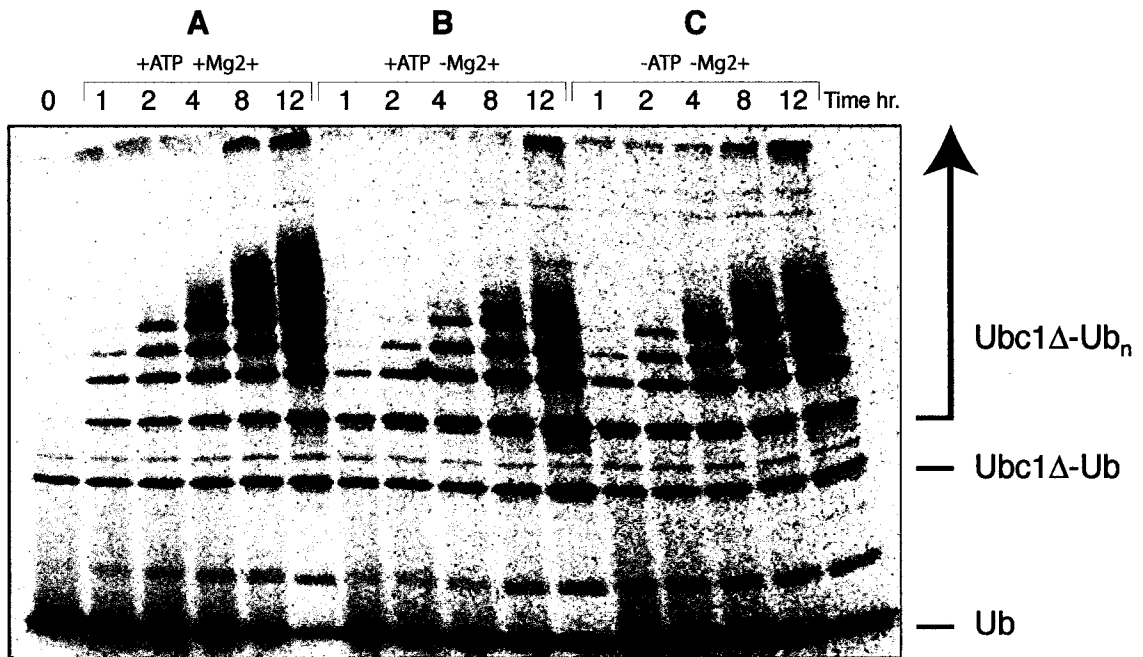 A B C
+ATP +Mg2+ +ATP -Mg2+ -ATP -Mg2+
0 1 2 4 8 12 1 2 4 8 12 1 2 4 8 12 Time hr.
Ubc1Δ-Ubn
Ubc1Δ-Ub
Ub